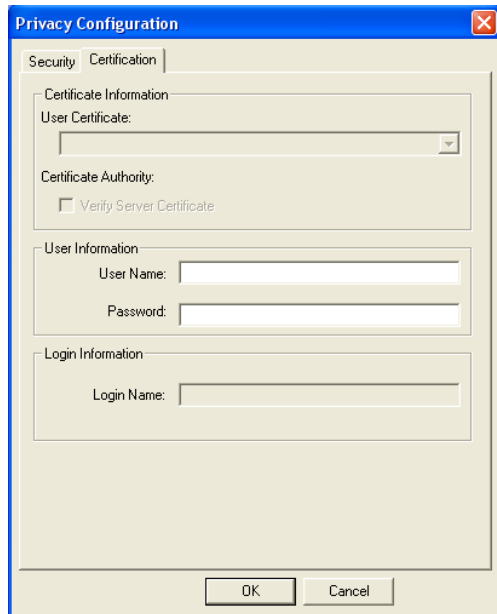 Privacy Configuration
Security Certification
Certificate Information
User Certificate:
Certificate Authority:
Verify Server Certificate
User Information
User Name:
Password:
Login Information
Login Name:
OK Cancel